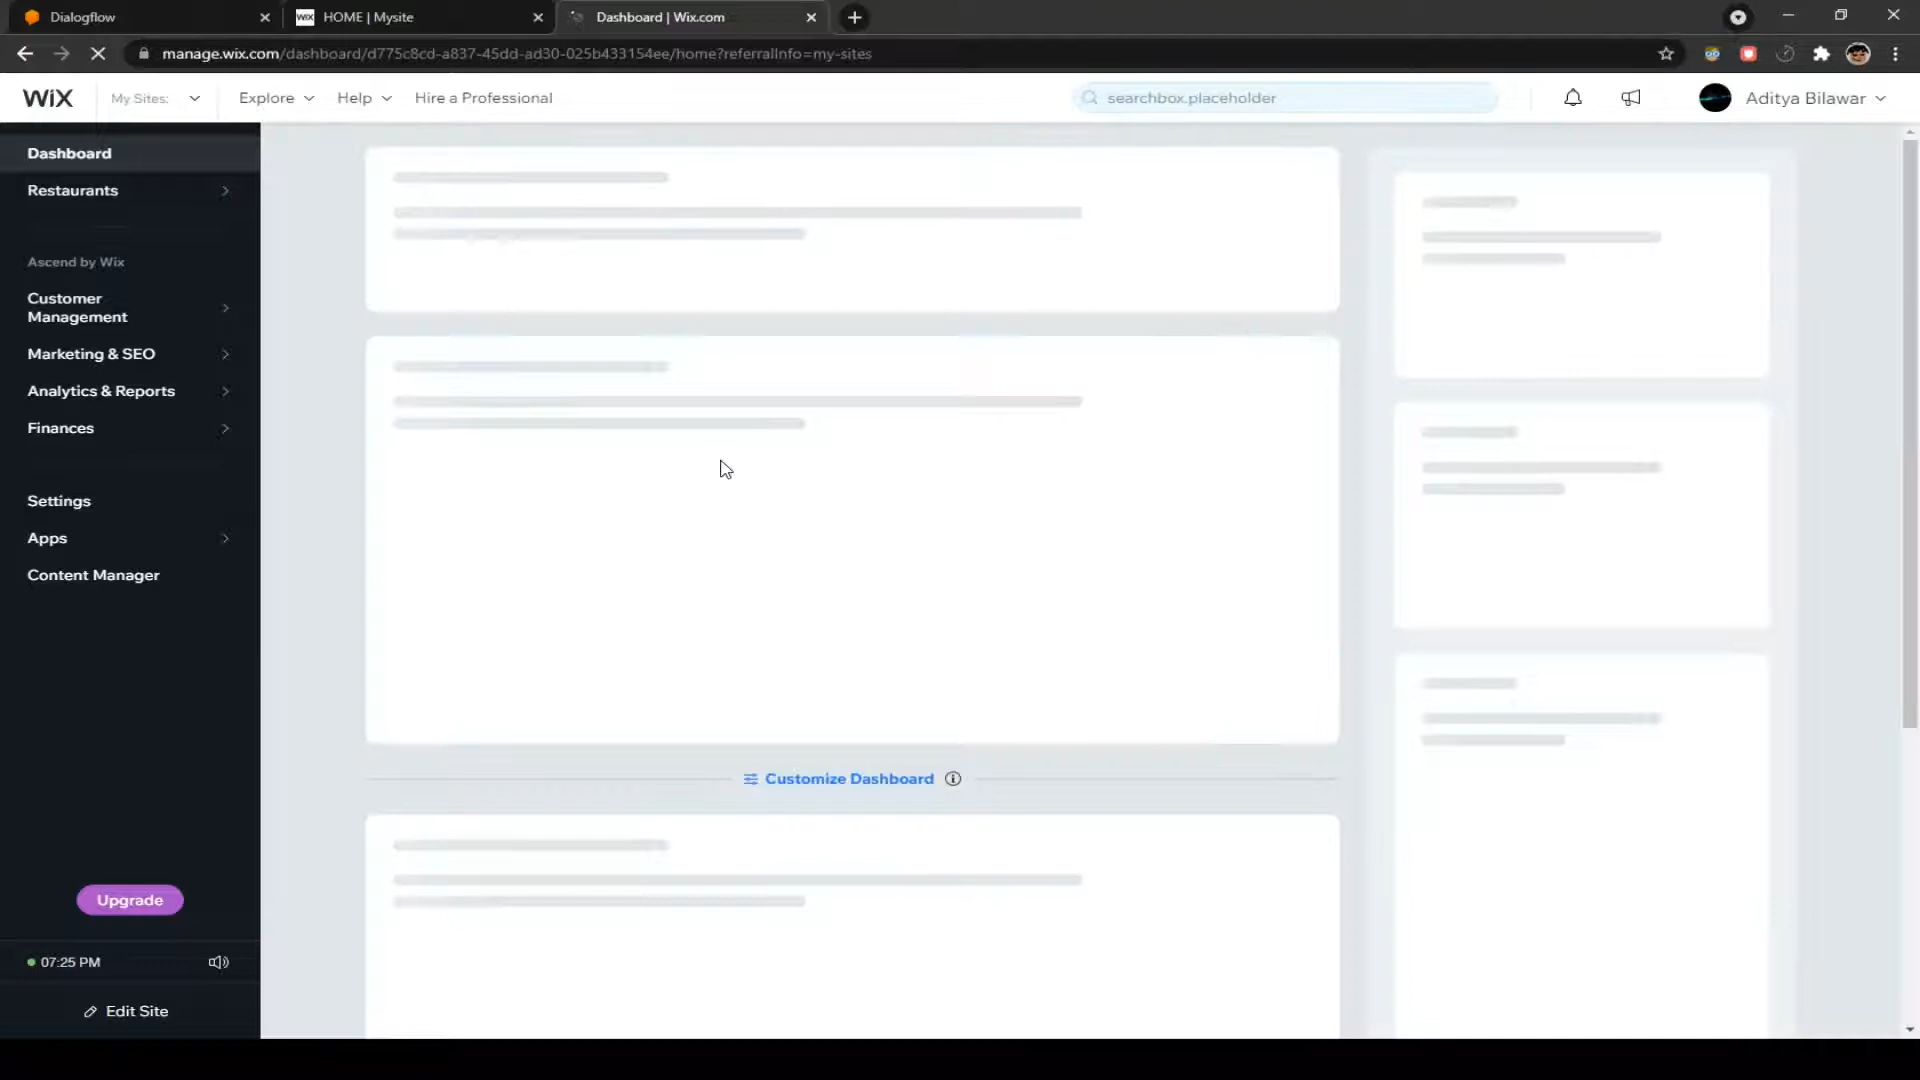 Dialogflow
HOME | Mysite
Dashboard | Wix.com
manage.wix.com/dashboard/d775c8cd-a837-45dd-ad30-025b433154ee/home?referralInfo=my-sites
WiX
My Sites:
Explore
Help
Hire a Professional
searchbox.placeholder
Aditya Bilawar
Dashboard
Restaurants
Ascend by Wix
Customer
Management
Marketing & SEO
Analytics & Reports
Finances
Settings
Apps
Content Manager
Customize Dashboard
Upgrade
07:25 PM
Edit Site